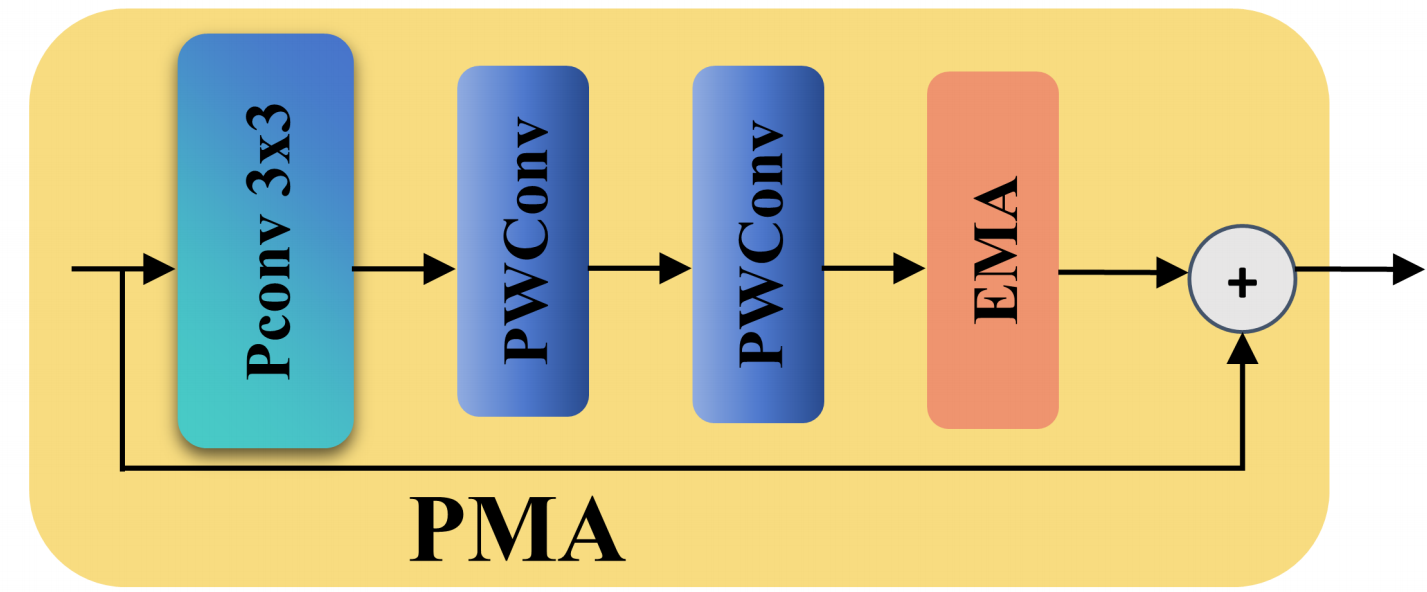 Pconv 3x3
PWConv
PWConv
EMA
+
PMA